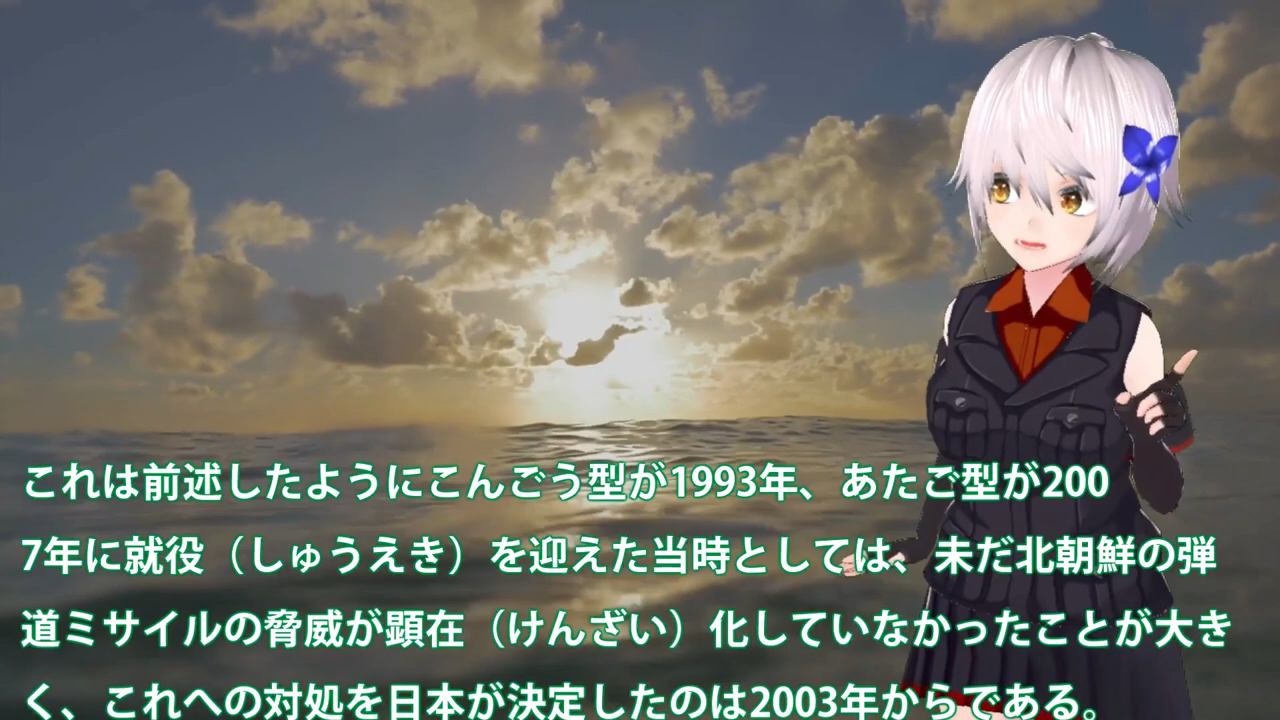 これは前述したようにこんごう型が1993年、あたご型が200
7年に就役（しゅうえき）を迎えた当時としては、未だ北朝鮮の弾
道ミサイルの脅威が顕在（けんざい）化していなかったことが大き
く、これへの対処を日本が決定したのは2003年からである。